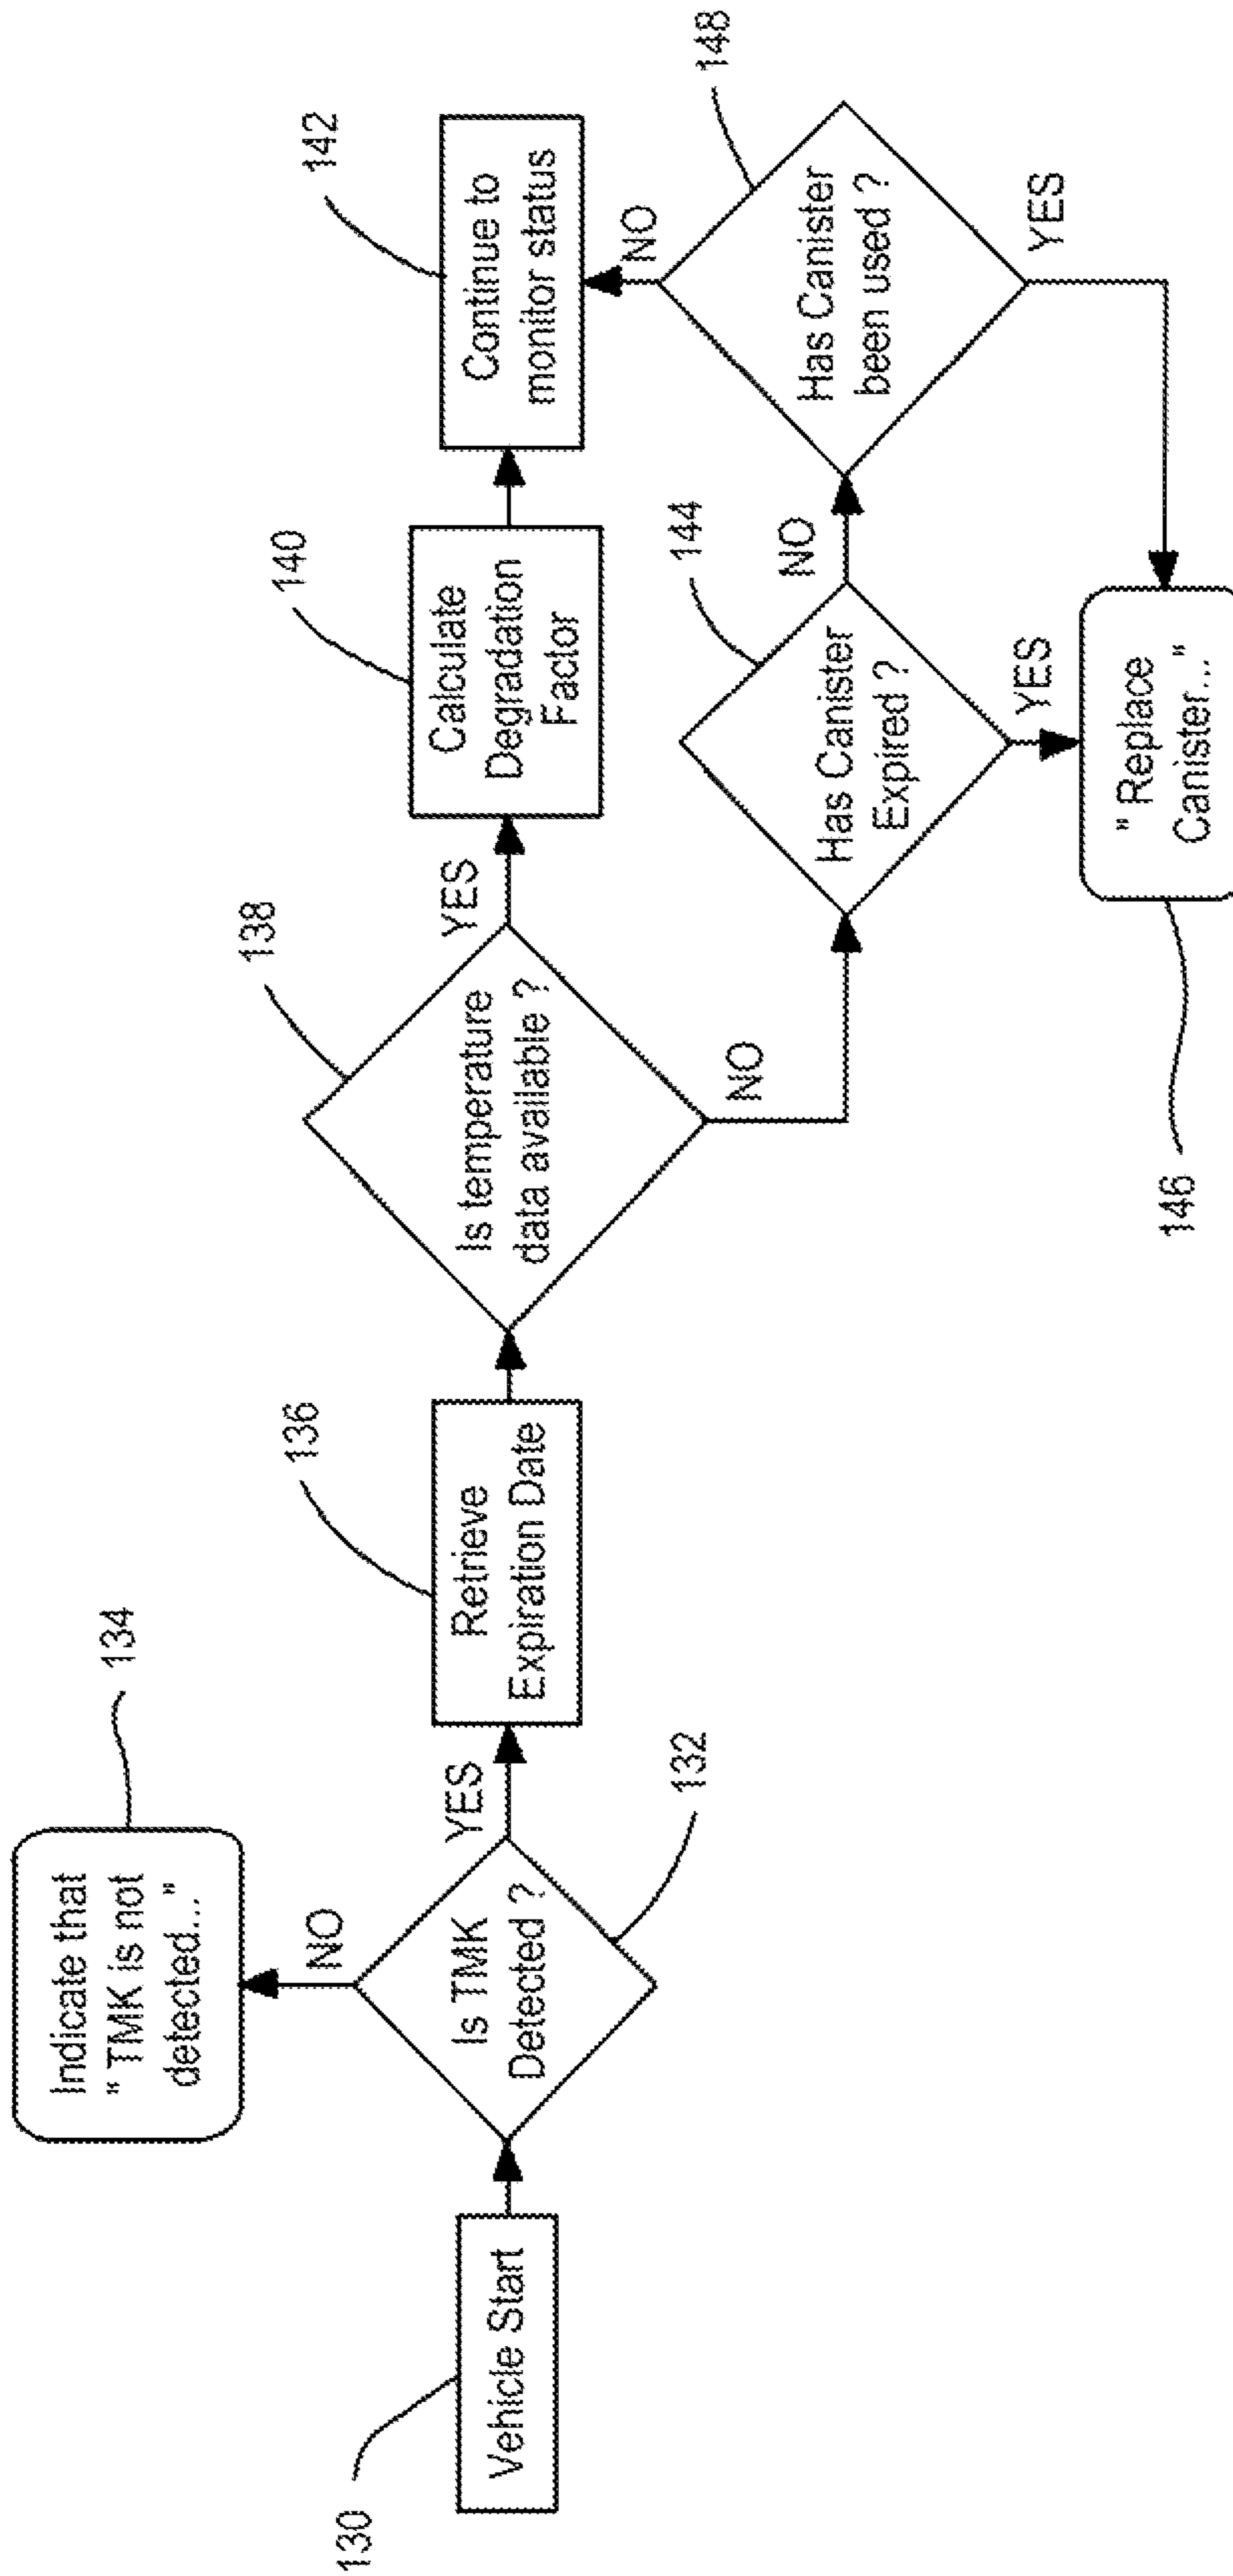 130
Vehicle Start
Is TMK
Detected ?
132
NO
Indicate that
"TMK is not
detected..."
134
YES
Retrieve
Expiration Date
136
Is temperature
data available ?
138
YES
Calculate
Degradation
Factor
140
Continue to
monitor status
142
NO
Has Canister
Expired ?
144
NO
Has Canister
been used ?
148
NO
YES
YES
"Replace
Canister..."
146